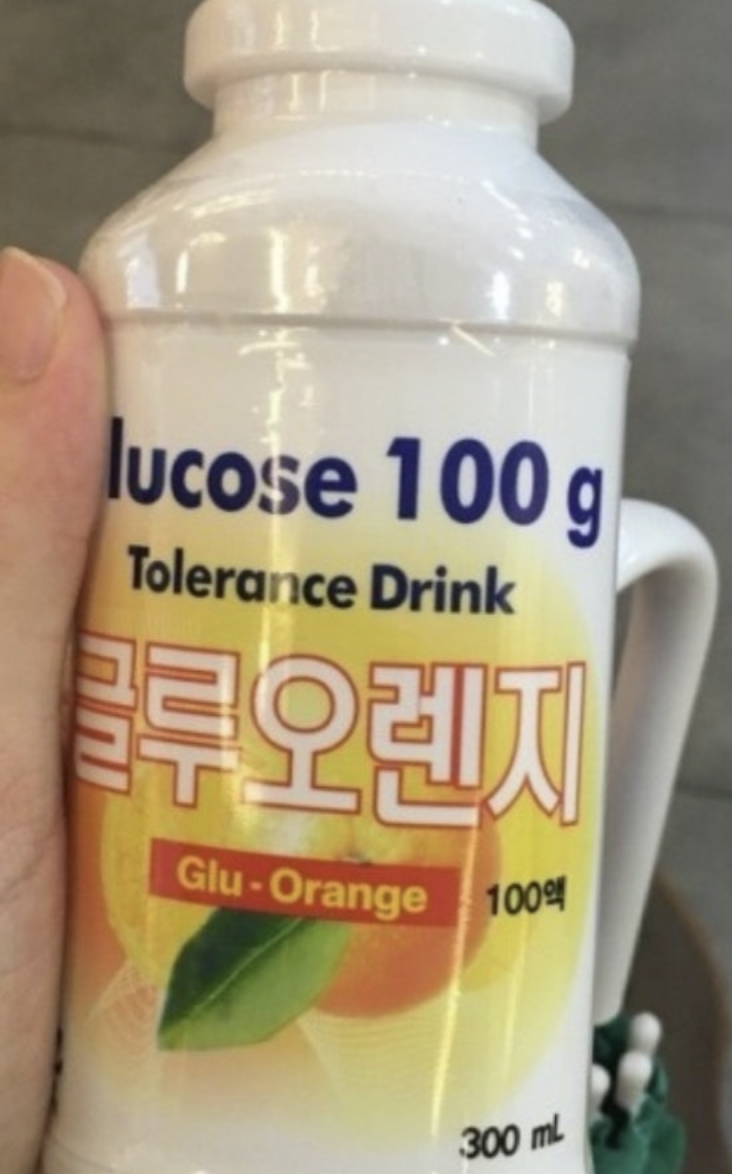 lucose 100 g
Tolerance Drink
글루오렌지
Glu - Orange
100액
300 mL